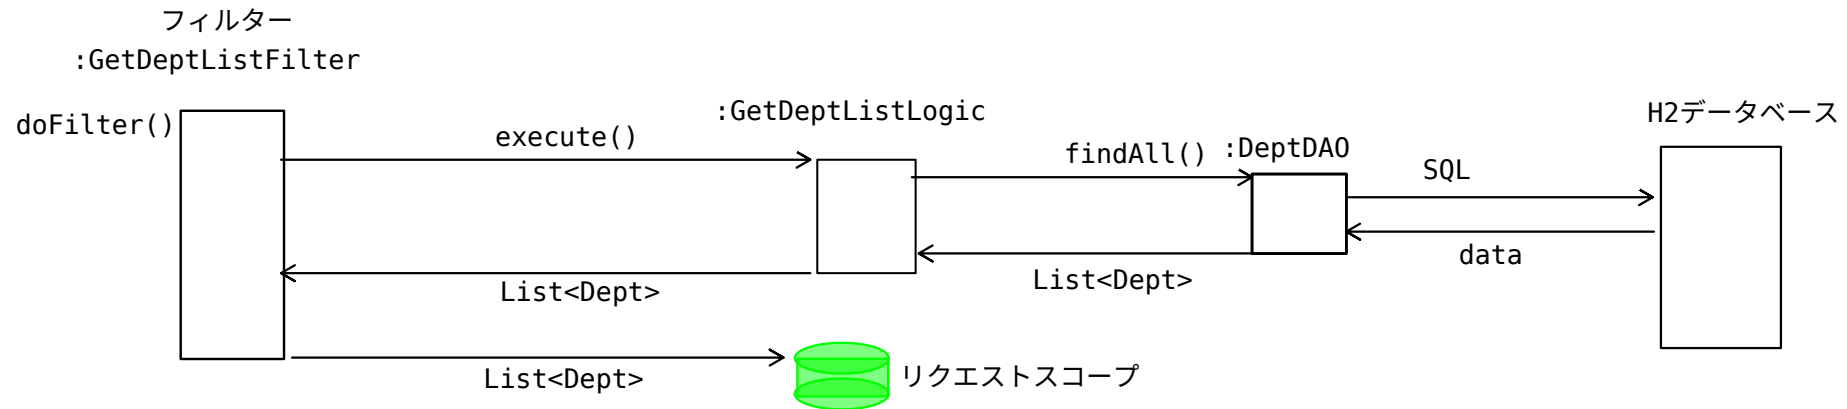 フィルター
:GetDeptListFilter
doFilter()
execute()
:GetDeptListLogic
findAll()
:DeptDAO
SQL
H2データベース
data
List<Dept>
List<Dept>
List<Dept>
リクエストスコープ